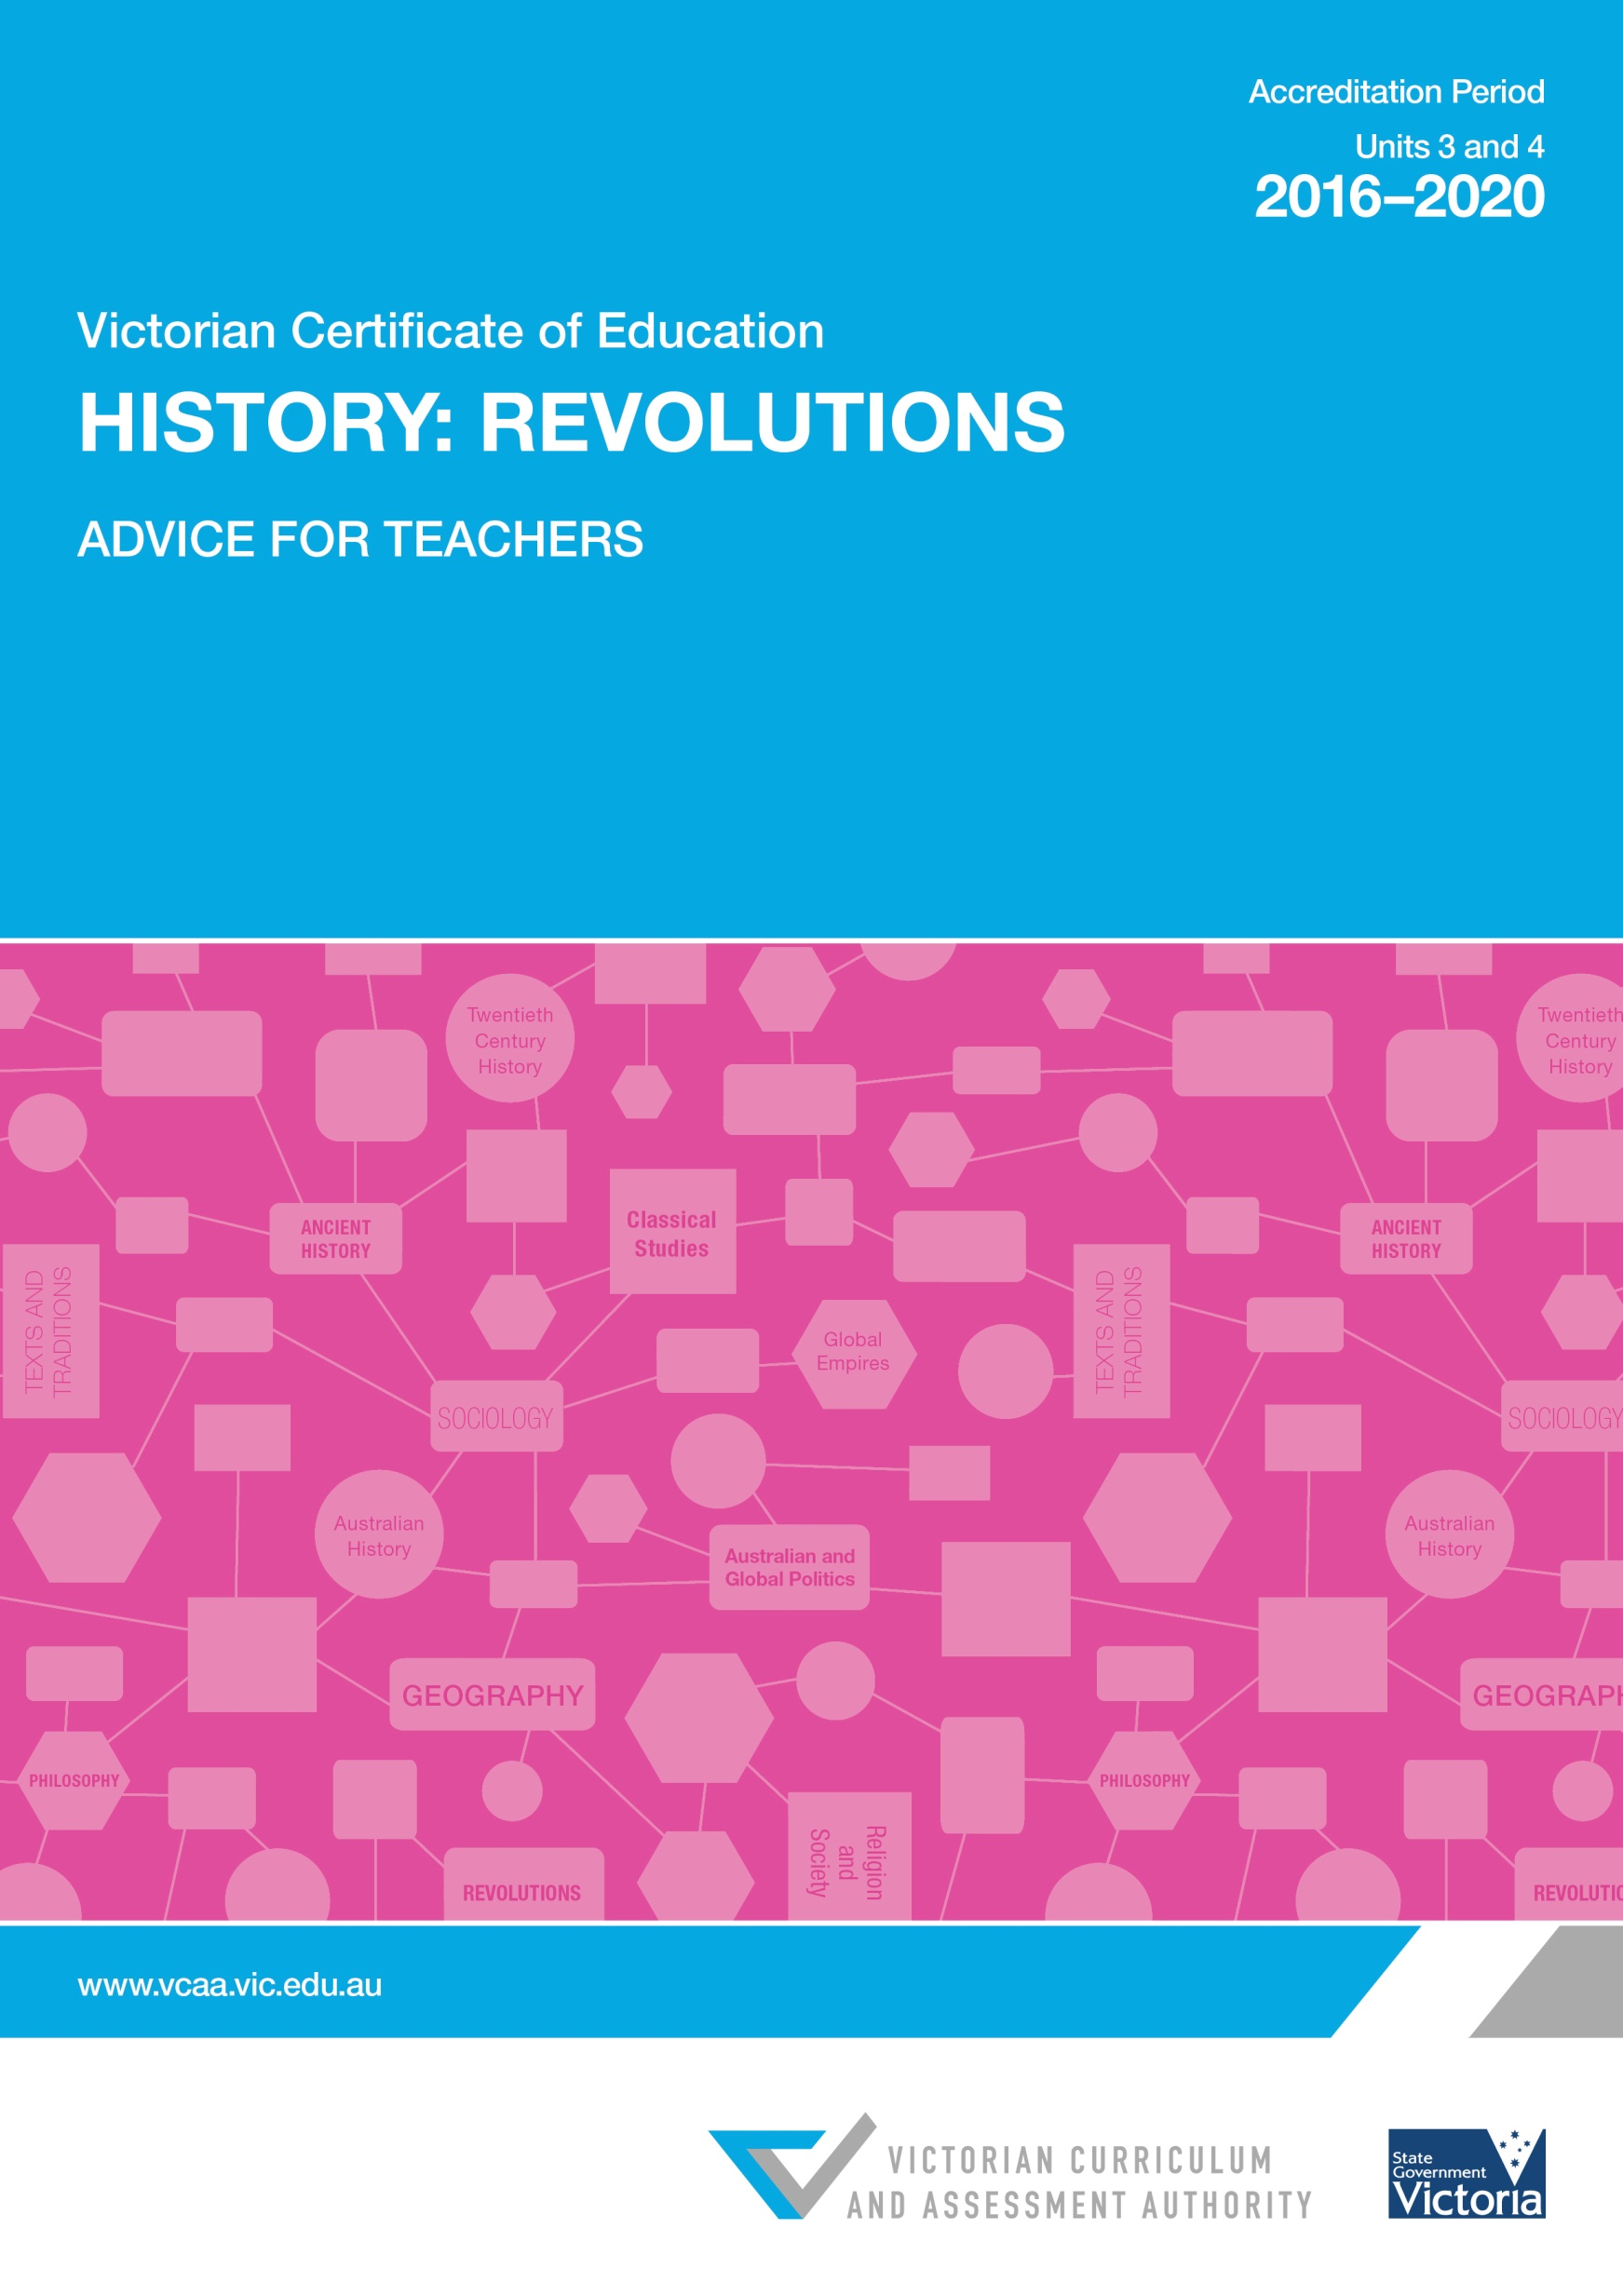 Accreditation Period
Units 3 and 4
2016–2020
Victorian Certificate of Education
HISTORY: REVOLUTIONS
ADVICE FOR TEACHERS
Twentieth
Century
History
Twentieth
Century
History
ANCIENT
HISTORY
Classical
Studies
ANCIENT
HISTORY
TEXTS AND
TRADITIONS
Global
Empires
TEXTS AND
TRADITIONS
SOCIOLOGY
SOCIOLOGY
Australian
History
Australian and
Global Politics
Australian
History
GEOGRAPHY
GEOGRAPH
PHILOSOPHY
PHILOSOPHY
Religion
and
Society
REVOLUTIONS
REVOLUTIO
www.vcaa.vic.edu.au
VICTORIAN CURRICULUM
AND ASSESSMENT AUTHORITY
State
Government
Victoria